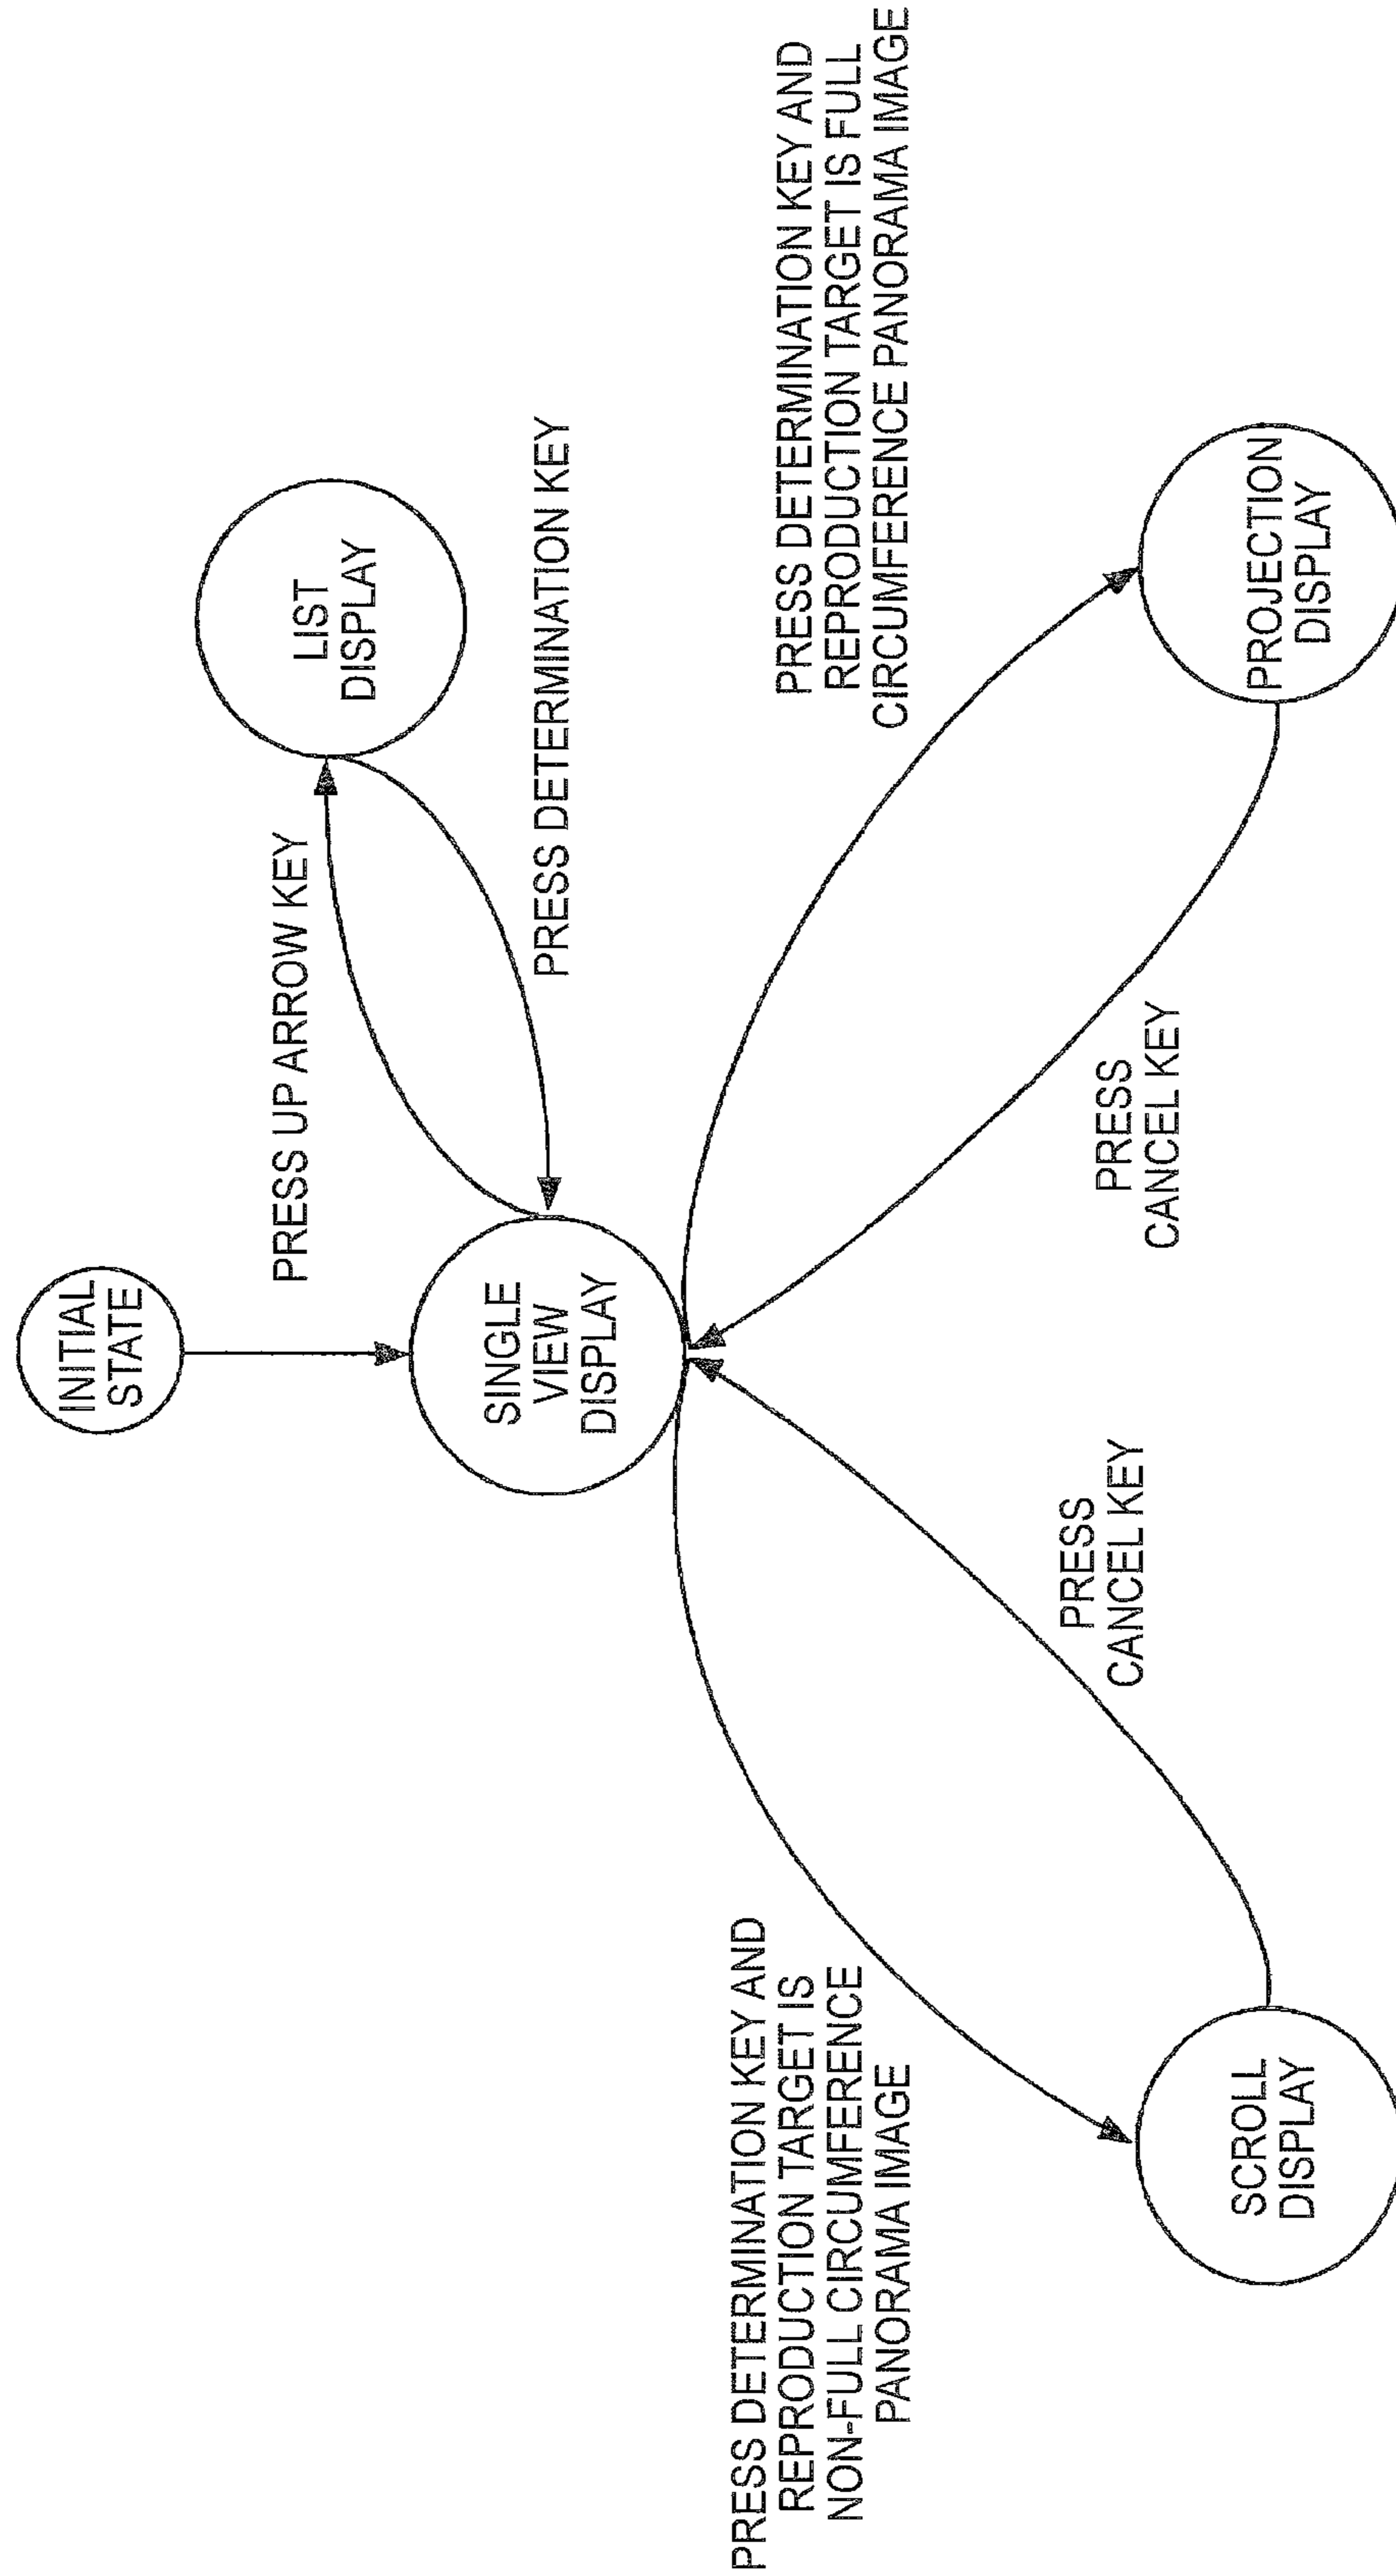 INITIAL
STATE
PRESS UP ARROW KEY
LIST
DISPLAY
SINGLE
VIEW
DISPLAY
PRESS DETERMINATION KEY
PRESS DETERMINATION KEY AND
REPRODUCTION TARGET IS
NON-FULL CIRCUMFERENCE
PANORAMA IMAGE
PRESS DETERMINATION KEY AND
REPRODUCTION TARGET IS FULL
CIRCUMFERENCE PANORAMA IMAGE
PRESS
CANCEL KEY
PRESS
CANCEL KEY
SCROLL
DISPLAY
PROJECTION
DISPLAY